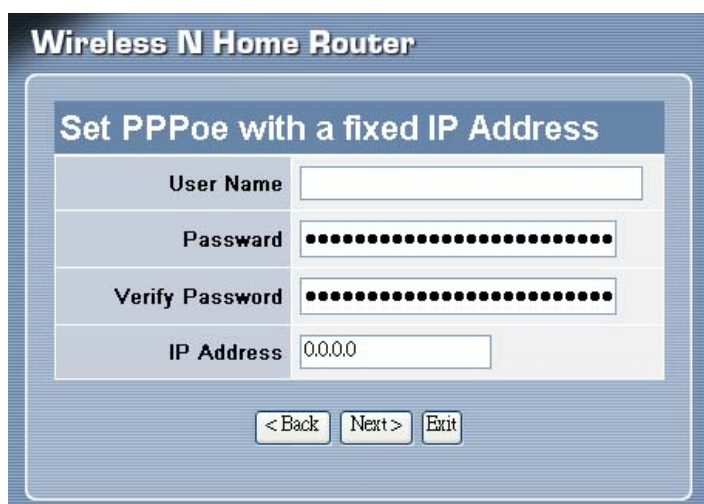 Wireless N Home Router
Set PPPoe with a fixed IP Address
User Name
Passward ●●●●●●●●●●●●●●●●●●●●●●●●●
Verify Password ●●●●●●●●●●●●●●●●●●●●●●●●●
IP Address 0.0.0.0
< Back Next > Exit